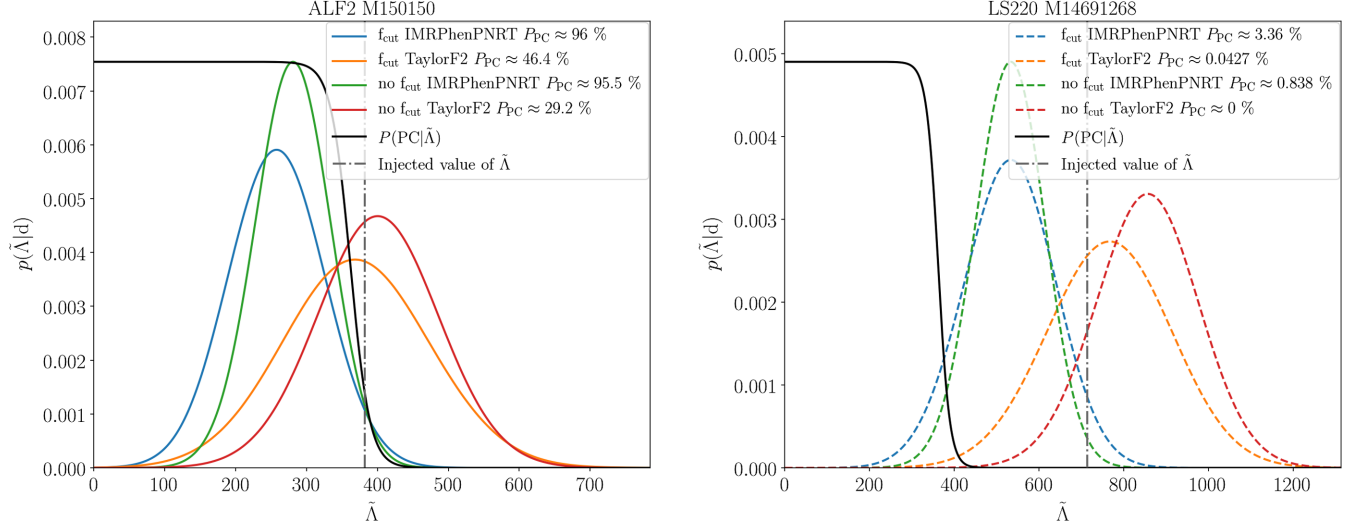 ALF2 M150150
f_cut IMRPhenPNRT P_PC ≈ 96 %
f_cut TaylorF2 P_PC ≈ 46.4 %
no f_cut IMRPhenPNRT P_PC ≈ 95.5 %
no f_cut TaylorF2 P_PC ≈ 29.2 %
P(PC|Λ̃)
Injected value of Λ̃
p(Λ̃|d)
0.008
0.007
0.006
0.005
0.004
0.003
0.002
0.001
0.000
0 100 200 300 400 500 600 700
Λ̃
LS220 M14691268
f_cut IMRPhenPNRT P_PC ≈ 3.36 %
f_cut TaylorF2 P_PC ≈ 0.0427 %
no f_cut IMRPhenPNRT P_PC ≈ 0.838 %
no f_cut TaylorF2 P_PC ≈ 0 %
P(PC|Λ̃)
Injected value of Λ̃
p(Λ̃|d)
0.005
0.004
0.003
0.002
0.001
0.000
0 200 400 600 800 1000 1200
Λ̃